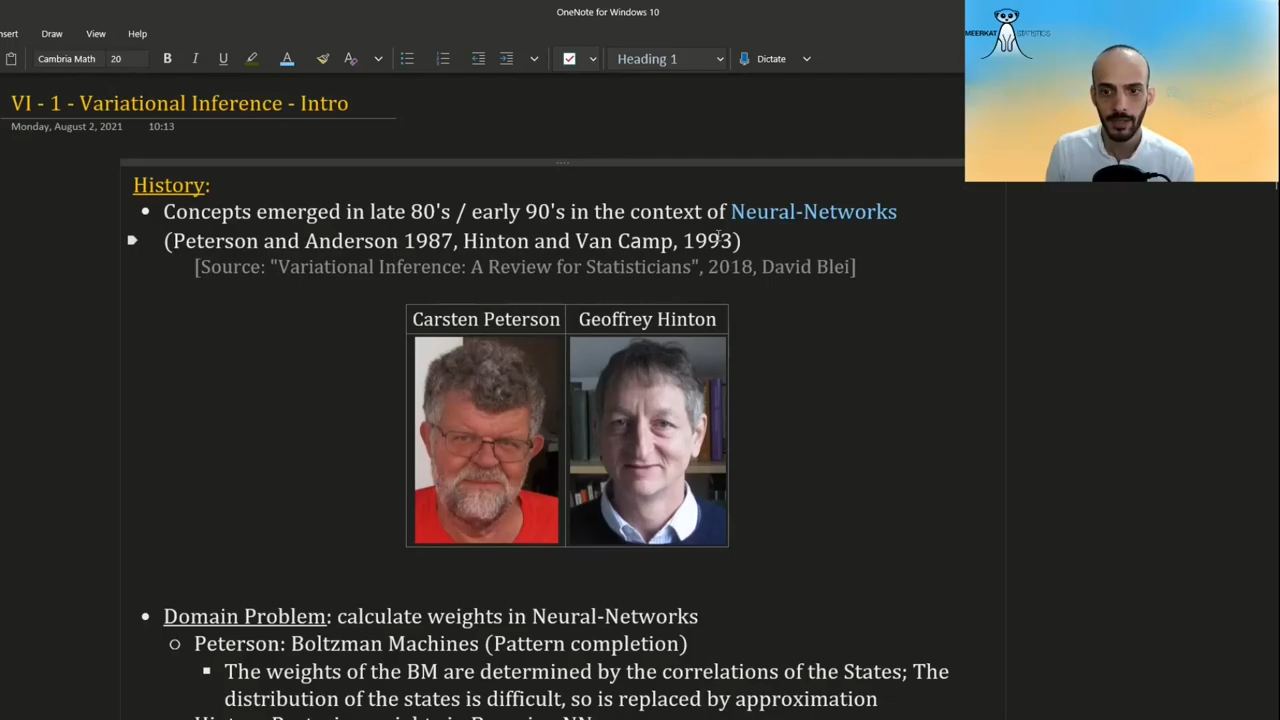 OneNote for Windows 10
nsert Draw View Help
Cambria Math 20 B I U A A Heading 1 Dictate
MEERKAT STATISTICS
VI - 1 - Variational Inference - Intro
Monday, August 2, 2021 10:13
History:
• Concepts emerged in late 80's / early 90's in the context of Neural-Networks
(Peterson and Anderson 1987, Hinton and Van Camp, 1993)
[Source: "Variational Inference: A Review for Statisticians", 2018, David Blei]
Carsten Peterson Geoffrey Hinton
• Domain Problem: calculate weights in Neural-Networks
○ Peterson: Boltzman Machines (Pattern completion)
▪ The weights of the BM are determined by the correlations of the States; The
distribution of the states is difficult, so is replaced by approximation